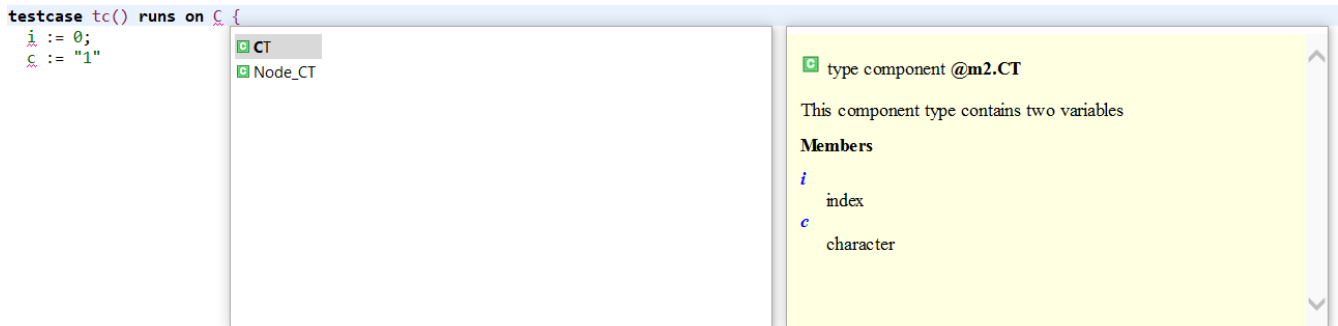 testcase tc() runs on C {
i := 0;
c := "1"
C CT
C Node_CT
C type component @m2.CT
This component type contains two variables
Members
i
index
c
character